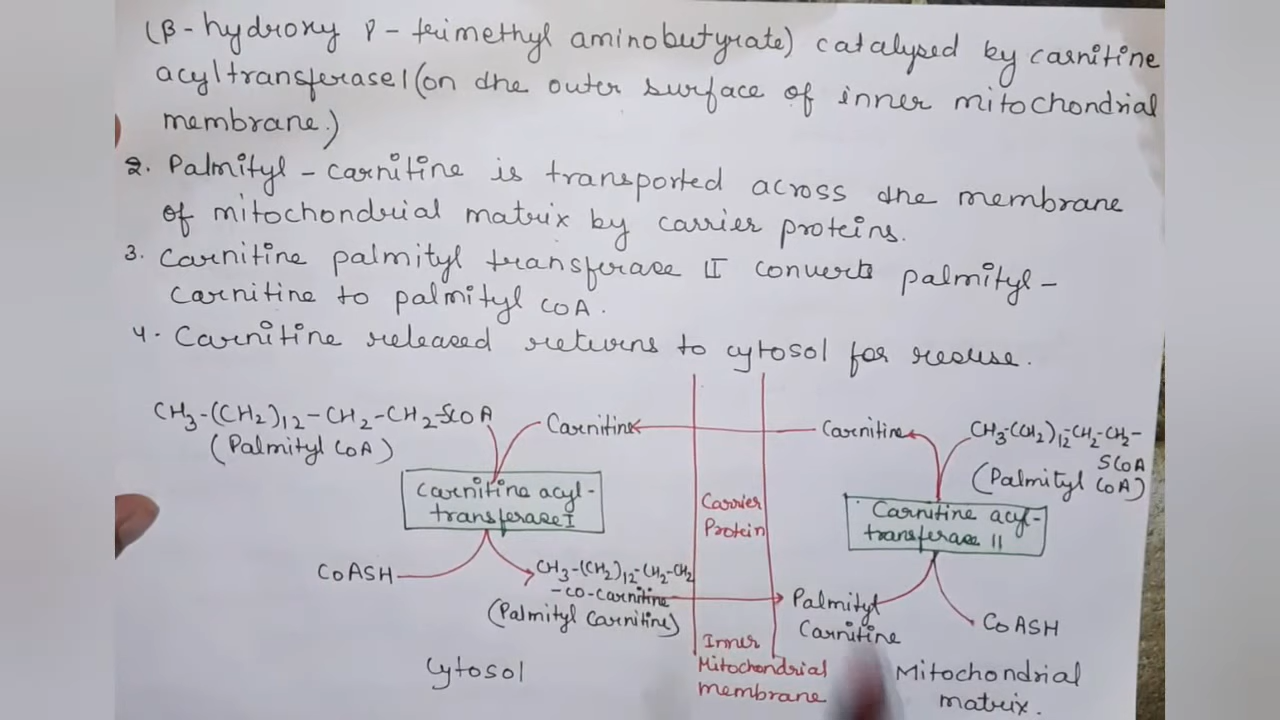 (β-hydroxy γ-trimethyl aminobutyrate) catalysed by carnitine
acyltransferase I (on the outer surface of inner mitochondrial
membrane.)
2. Palmityl-carnitine is transported across the membrane
of mitochondrial matrix by carrier proteins.
3. Carnitine palmityl transferase II converts palmityl-
carnitine to palmityl COA.
4. Carnitine released returns to cytosol for reuse.
CH3-(CH2)12-CH2-CH2-SCOA
(Palmityl COA)
Carnitine
Carnitine acyl-
transferase I
CoASH
CH3-(CH2)12-CH2-CH2
-CO-Carnitine
(Palmityl Carnitine)
Cytosol
Carrier
Protein
Inner
Mitochondrial
membrane
Carnitine
CH3-(CH2)12-CH2-CH2-
SCOA
(Palmityl COA)
Carnitine acyl-
transferase II
Palmityl
Carnitine
CoASH
Mitochondrial
matrix.